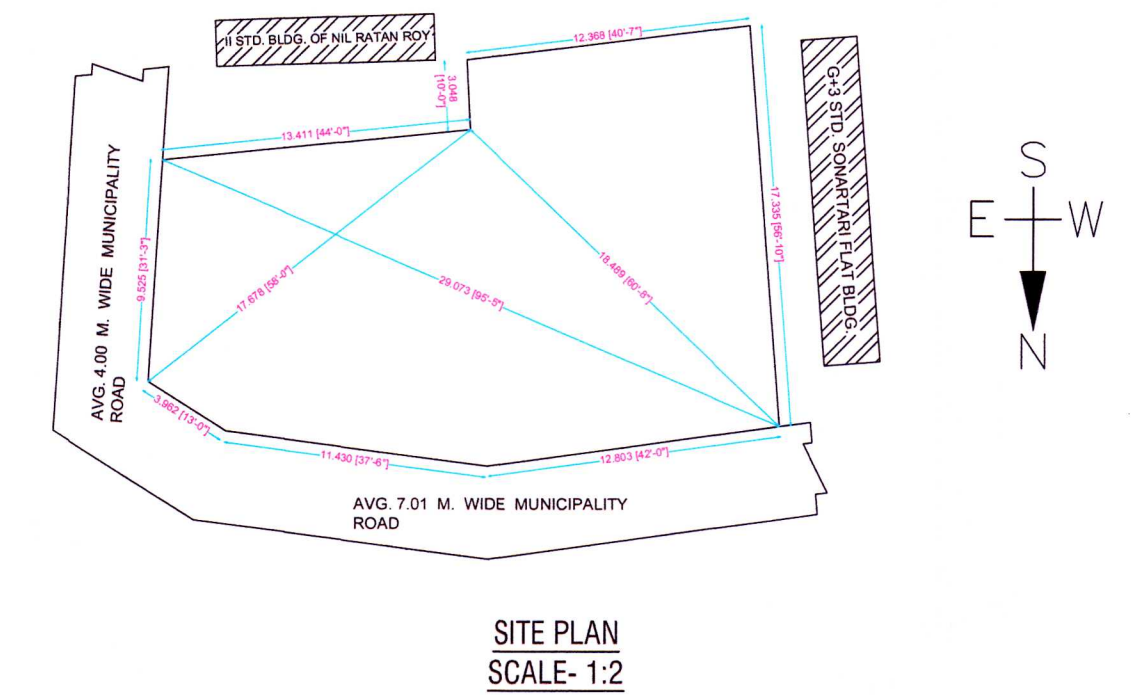 II STD. BLDG. OF NIL RATAN ROY
12.368 [40'-7"]
3.048
[10'-0"]
13.411 [44'-0"]
G+3 STD. SONARTARI FLAT BLDG.
17.335 [56'-10"]
AVG. 4.00 M. WIDE MUNICIPALITY
ROAD
9.525 [31'-3"]
17.678 [58'-0"]
29.073 [95'-5"]
18.489 [60'-8"]
3.962 [13'-0"]
11.430 [37'-6"]
12.803 [42'-0"]
AVG. 7.01 M. WIDE MUNICIPALITY
ROAD
S
E W
N
SITE PLAN
SCALE- 1:2